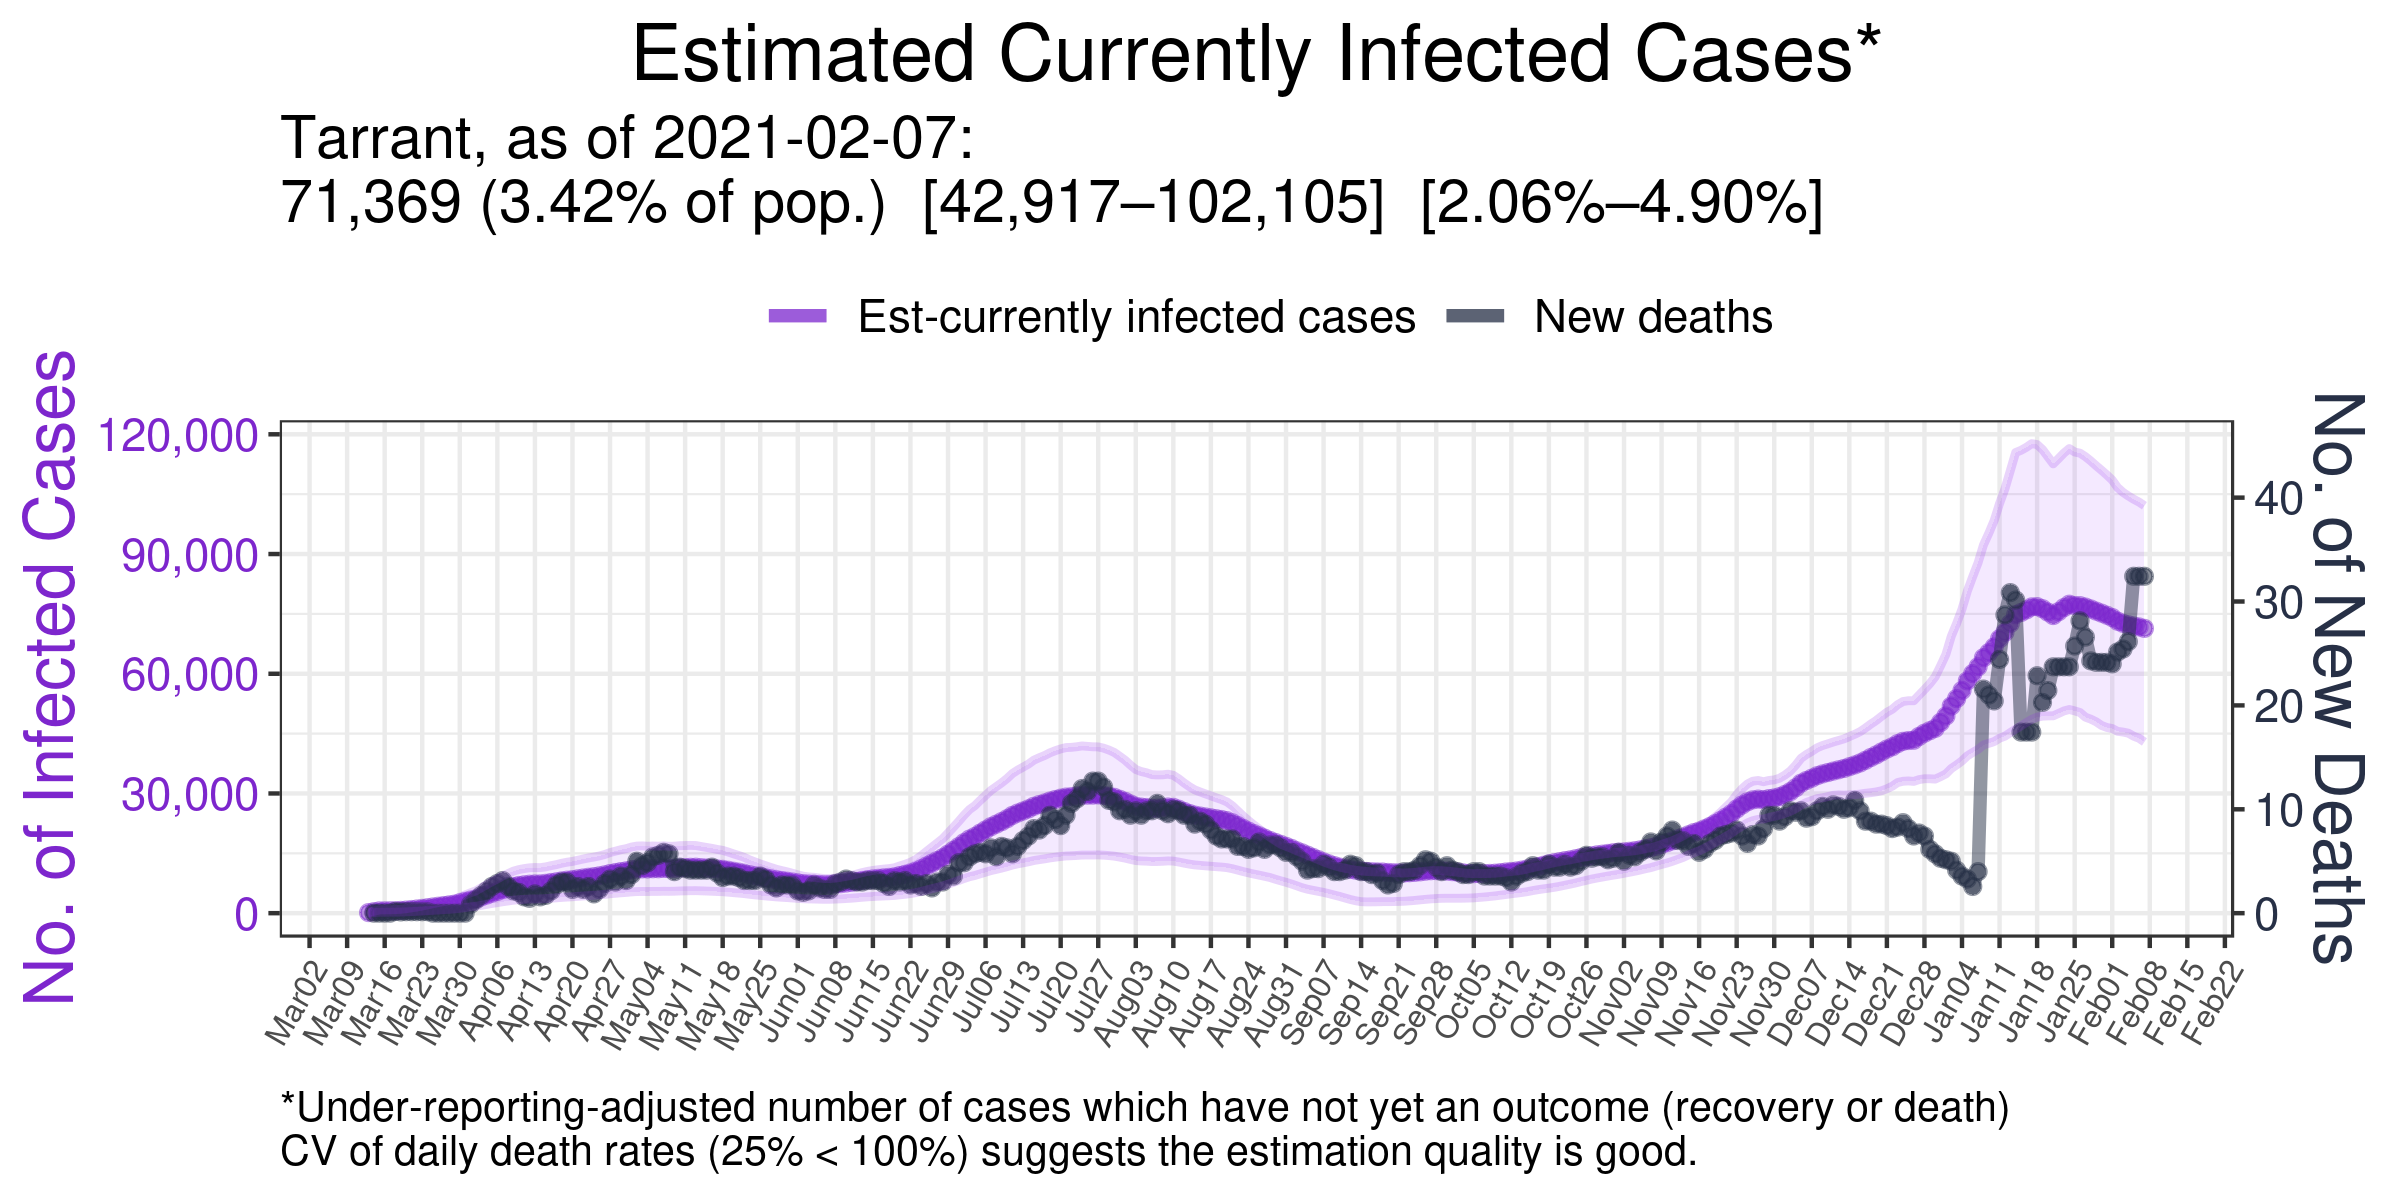 Estimated Currently Infected Cases*
Tarrant, as of 2021-02-07:
71,369 (3.42% of pop.) [42,917–102,105] [2.06%–4.90%]
Est-currently infected cases New deaths
No. of Infected Cases
120,000
90,000
60,000
30,000
0
40
30
20
10
0
No. of New Deaths
Mar02 Mar09 Mar16 Mar23 Mar30 Apr06 Apr13 Apr20 Apr27 May04 May11 May18 May25 Jun01 Jun08 Jun15 Jun22 Jun29 Jul06 Jul13 Jul20 Jul27 Aug03 Aug10 Aug17 Aug24 Aug31 Sep07 Sep14 Sep21 Sep28 Oct05 Oct12 Oct19 Oct26 Nov02 Nov09 Nov16 Nov23 Nov30 Dec07 Dec14 Dec21 Dec28 Jan04 Jan11 Jan18 Jan25 Feb01 Feb08 Feb15 Feb22
*Under-reporting-adjusted number of cases which have not yet an outcome (recovery or death)
CV of daily death rates (25% < 100%) suggests the estimation quality is good.